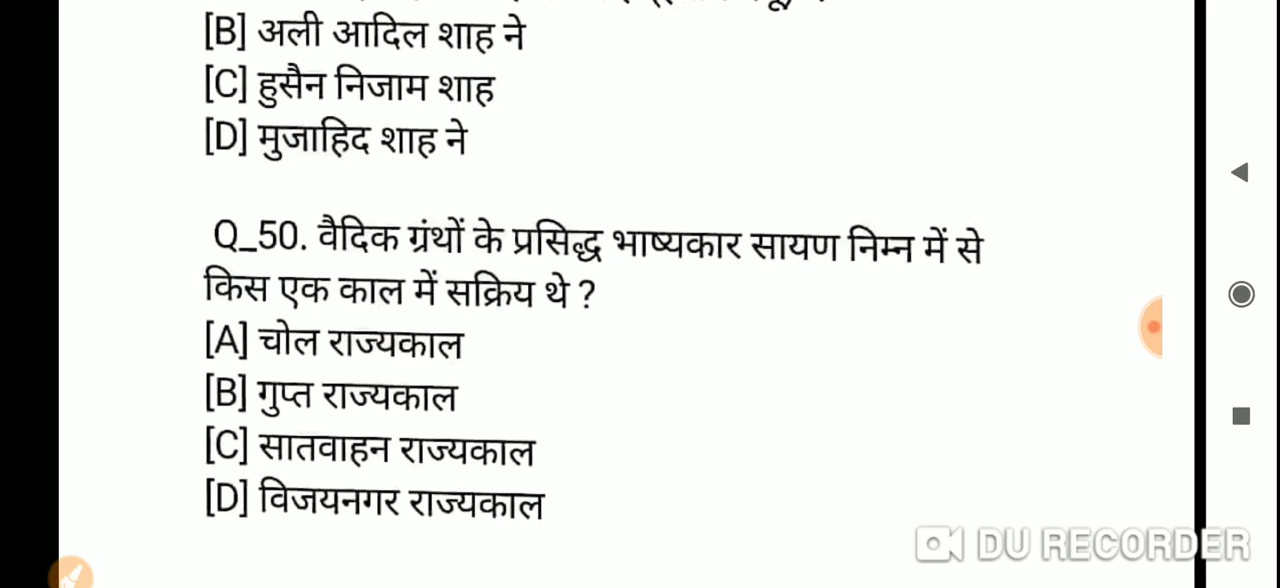 [B] अली आदिल शाह ने
[C] हुसैन निजाम शाह
[D] मुजाहिद शाह ने
Q_50. वैदिक ग्रंथों के प्रसिद्ध भाष्यकार सायण निम्न में से
किस एक काल में सक्रिय थे ?
[A] चोल राज्यकाल
[B] गुप्त राज्यकाल
[C] सातवाहन राज्यकाल
[D] विजयनगर राज्यकाल
DU RECORDER